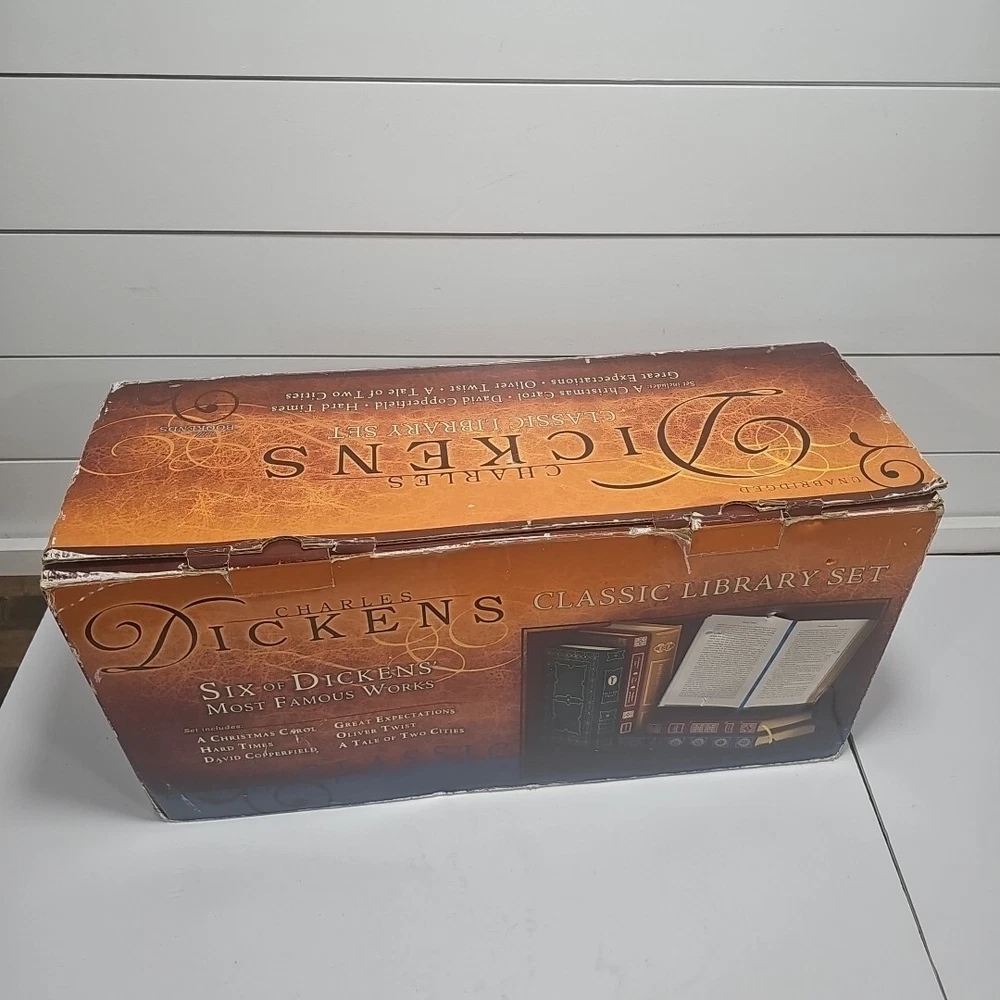 UNABRIDGED
CHARLES
DICKENS
CLASSIC LIBRARY SET
Set includes:
A Christmas Carol • David Copperfield • Hard Times
Great Expectations • Oliver Twist • A Tale of Two Cities
BOOKENDS
CHARLES
DICKENS
CLASSIC LIBRARY SET
SIX OF DICKENS'
MOST FAMOUS WORKS
Set includes:
A CHRISTMAS CAROL
HARD TIMES
DAVID COPPERFIELD
GREAT EXPECTATIONS
OLIVER TWIST
A TALE OF TWO CITIES